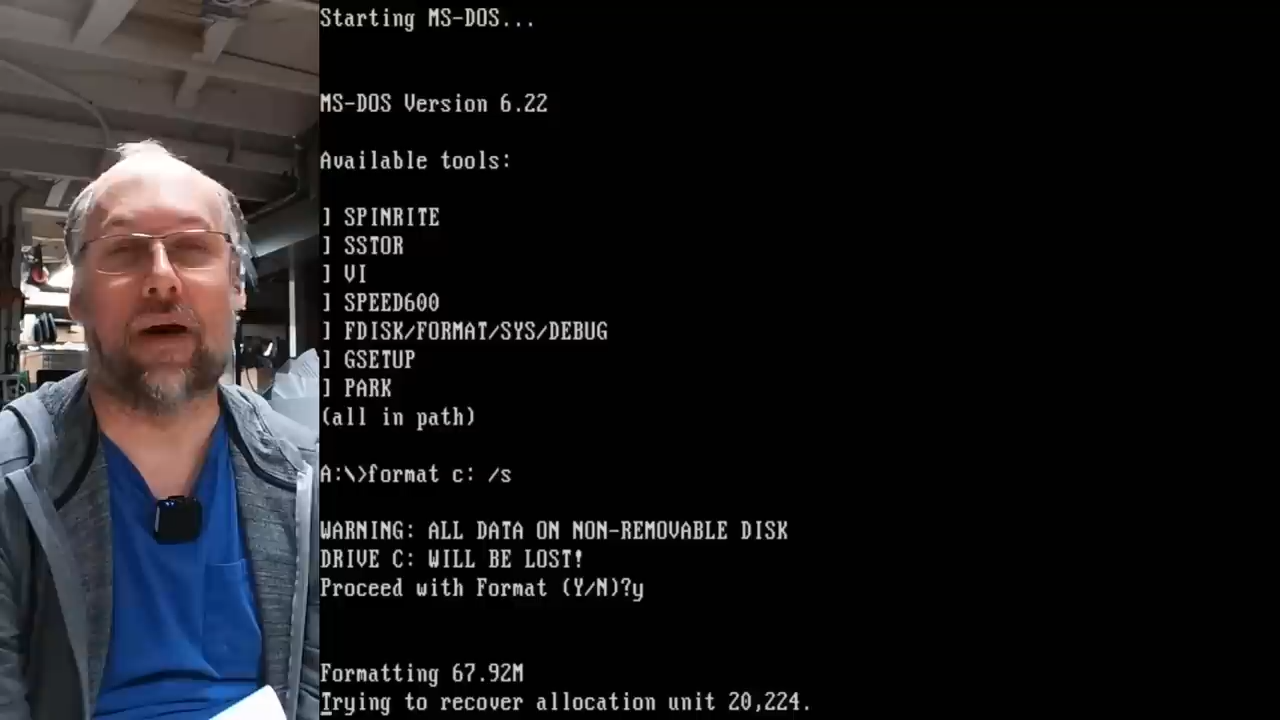 Starting MS-DOS...
MS-DOS Version 6.22
Available tools:
] SPINRITE
] SSTOR
] VI
] SPEED600
] FDISK/FORMAT/SYS/DEBUG
] GSETUP
] PARK
(all in path)
A:\>format c: /s
WARNING: ALL DATA ON NON-REMOVABLE DISK
DRIVE C: WILL BE LOST!
Proceed with Format (Y/N)?y
Formatting 67.92M
Trying to recover allocation unit 20,224.